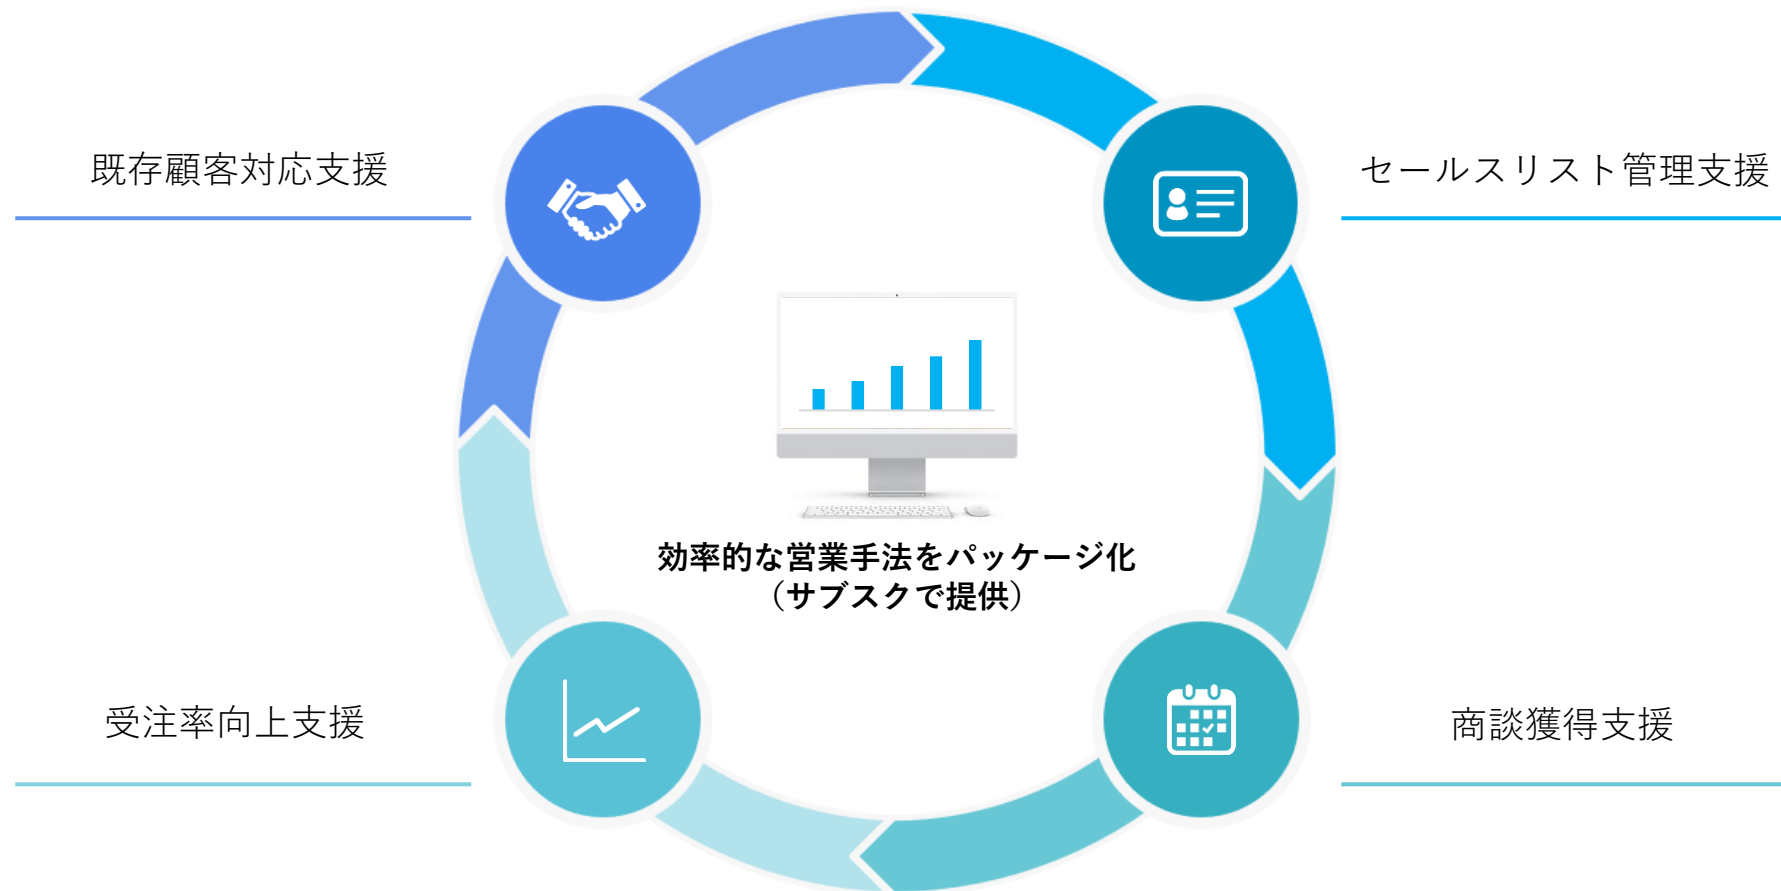 既存顧客対応支援
セールスリスト管理支援
効率的な営業手法をパッケージ化
（サブスクで提供）
受注率向上支援
商談獲得支援